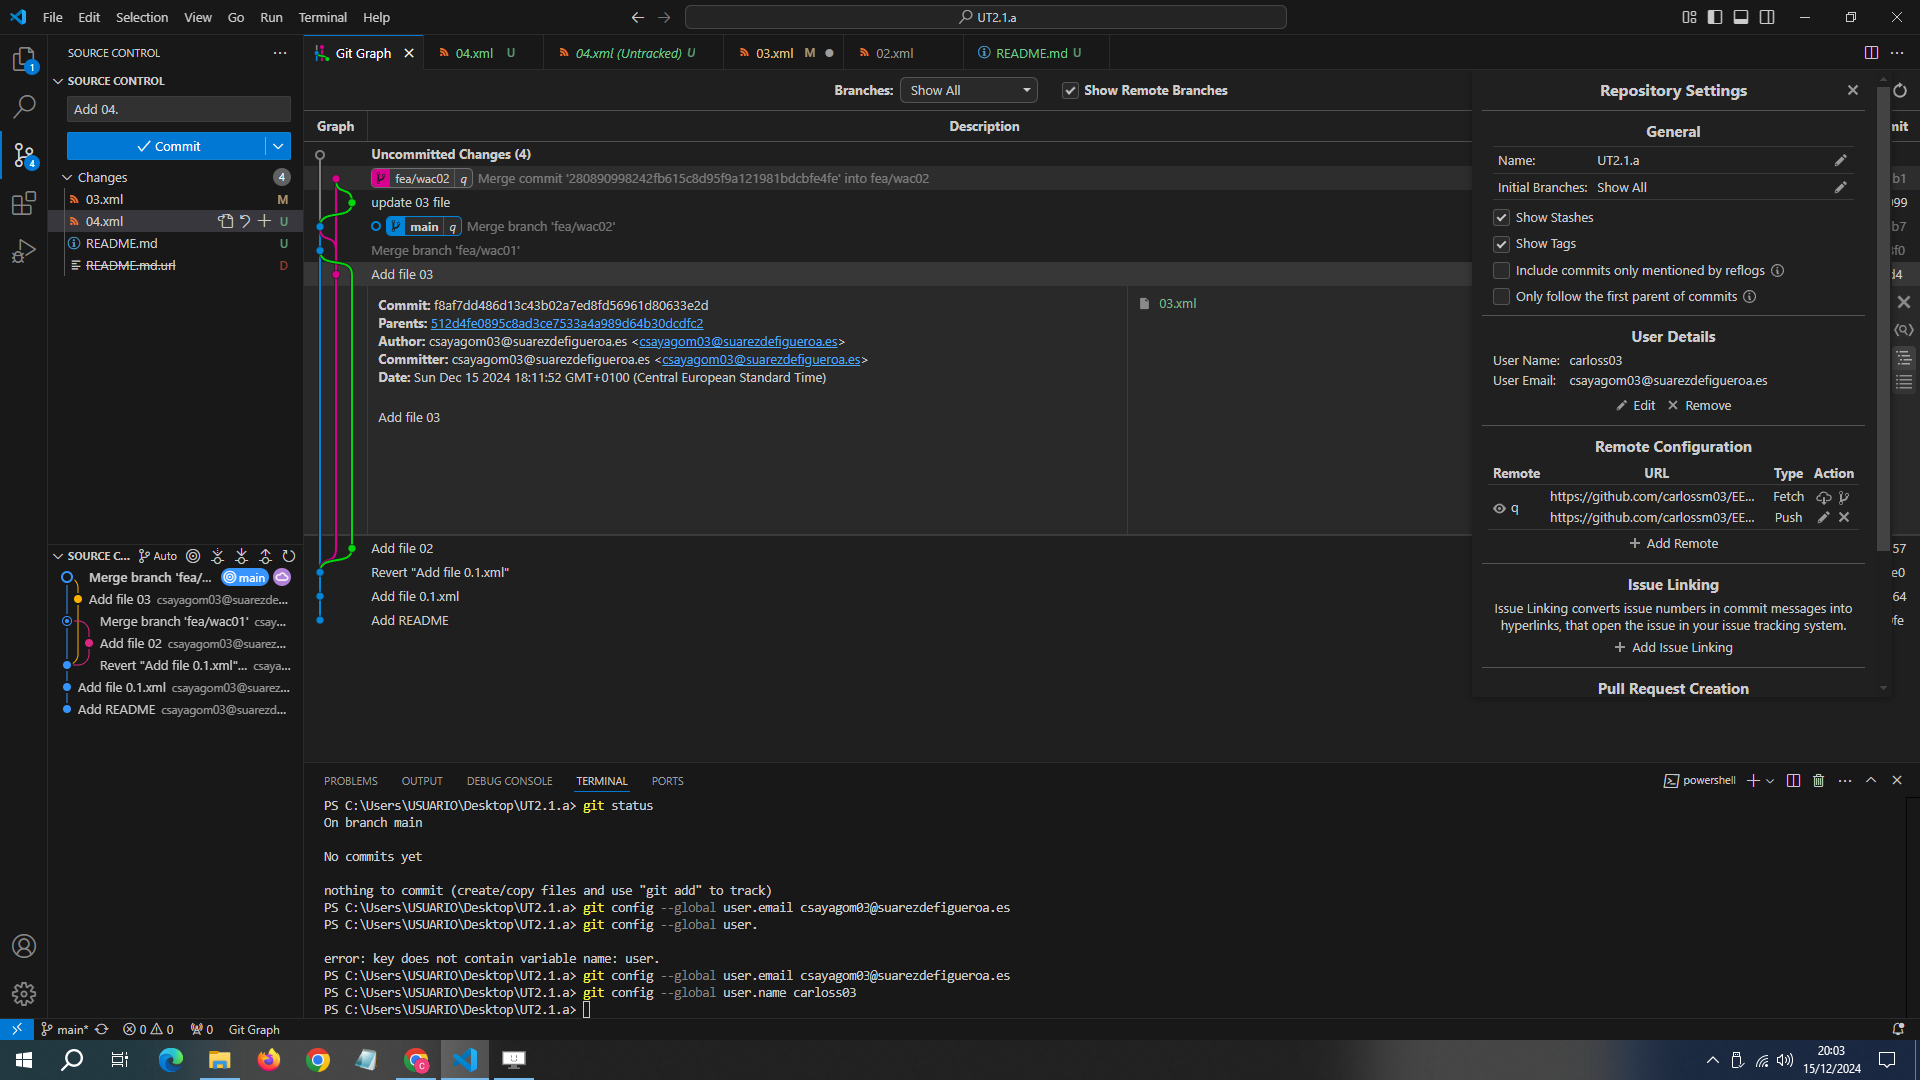 File Edit Selection View Go Run Terminal Help
UT2.1.a
SOURCE CONTROL
SOURCE CONTROL
Add 04.
Commit
Changes 4
03.xml M
04.xml U
README.md U
README.md.url D
1
4
SOURCE C... Auto
Merge branch 'fea/... main
Add file 03 csayagom03@suarezde...
Merge branch 'fea/wac01' csay...
Add file 02 csayagom03@suarez...
Revert "Add file 0.1.xml"... csaya...
Add file 0.1.xml csayagom03@suarez...
Add README csayagom03@suarezd...
Git Graph
04.xml U
04.xml (Untracked) U
03.xml M
02.xml
README.md U
Branches: Show All Show Remote Branches
Graph Description
Uncommitted Changes (4)
fea/wac02 q Merge commit '280890998242fb615c8d95f9a121981bdcbfe4fe' into fea/wac02
update 03 file
main q Merge branch 'fea/wac02'
Merge branch 'fea/wac01'
Add file 03
Commit: f8af7dd486d13c43b02a7ed8fd56961d80633e2d
Parents: 512d4fe0895c8ad3ce7533a4a989d64b30dcdfc2
Author: csayagom03@suarezdefigueroa.es <csayagom03@suarezdefigueroa.es>
Committer: csayagom03@suarezdefigueroa.es <csayagom03@suarezdefigueroa.es>
Date: Sun Dec 15 2024 18:11:52 GMT+0100 (Central European Standard Time)
Add file 03
03.xml
Add file 02
Revert "Add file 0.1.xml"
Add file 0.1.xml
Add README
Repository Settings
General
Name: UT2.1.a
Initial Branches: Show All
Show Stashes
Show Tags
Include commits only mentioned by reflogs
Only follow the first parent of commits
User Details
User Name: carloss03
User Email: csayagom03@suarezdefigueroa.es
Edit Remove
Remote Configuration
Remote URL Type Action
q https://github.com/carlossm03/EE... Fetch
https://github.com/carlossm03/EE... Push
Add Remote
Issue Linking
Issue Linking converts issue numbers in commit messages into
hyperlinks, that open the issue in your issue tracking system.
Add Issue Linking
Pull Request Creation
PROBLEMS OUTPUT DEBUG CONSOLE TERMINAL PORTS
powershell
PS C:\Users\USUARIO\Desktop\UT2.1.a> git status
On branch main
No commits yet
nothing to commit (create/copy files and use "git add" to track)
PS C:\Users\USUARIO\Desktop\UT2.1.a> git config --global user.email csayagom03@suarezdefigueroa.es
PS C:\Users\USUARIO\Desktop\UT2.1.a> git config --global user.
error: key does not contain variable name: user.
PS C:\Users\USUARIO\Desktop\UT2.1.a> git config --global user.email csayagom03@suarezdefigueroa.es
PS C:\Users\USUARIO\Desktop\UT2.1.a> git config --global user.name carloss03
PS C:\Users\USUARIO\Desktop\UT2.1.a>
main* 0 0 0 Git Graph
20:03
15/12/2024